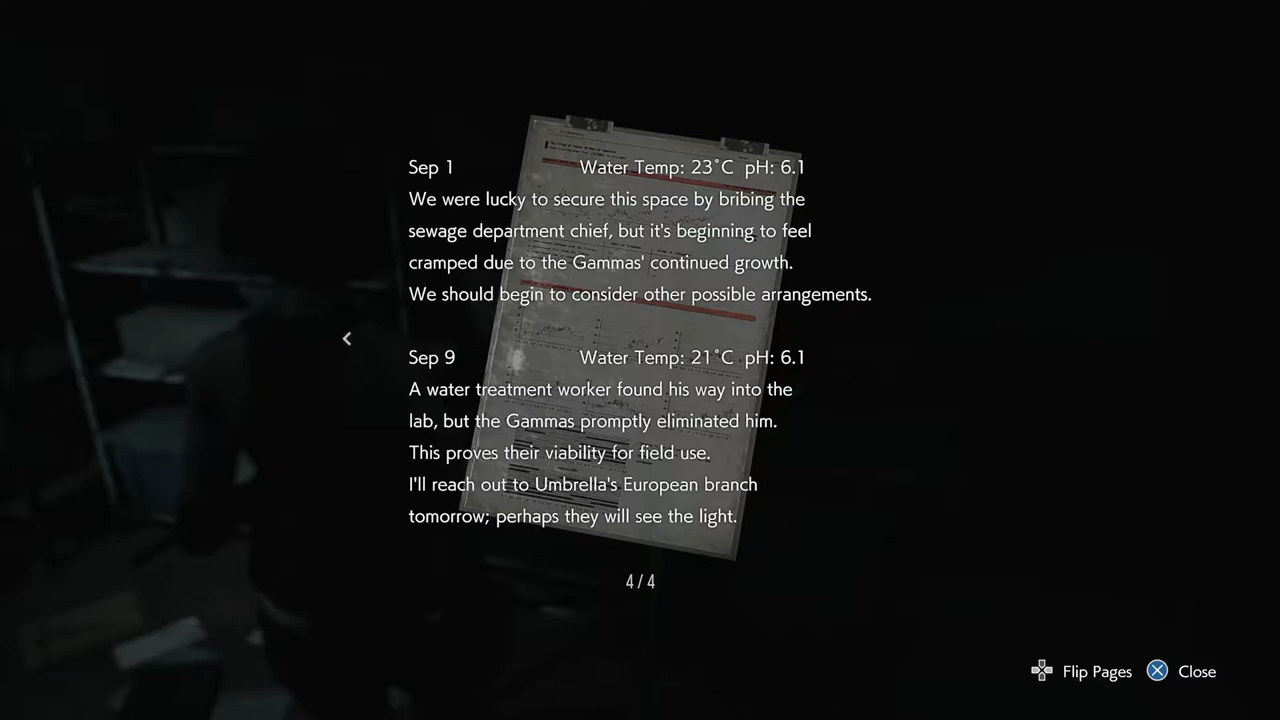 Sep 1 Water Temp: 23°C pH: 6.1
We were lucky to secure this space by bribing the
sewage department chief, but it's beginning to feel
cramped due to the Gammas' continued growth.
We should begin to consider other possible arrangements.
Sep 9 Water Temp: 21°C pH: 6.1
A water treatment worker found his way into the
lab, but the Gammas promptly eliminated him.
This proves their viability for field use.
I'll reach out to Umbrella's European branch
tomorrow; perhaps they will see the light.
4/4
Flip Pages Close